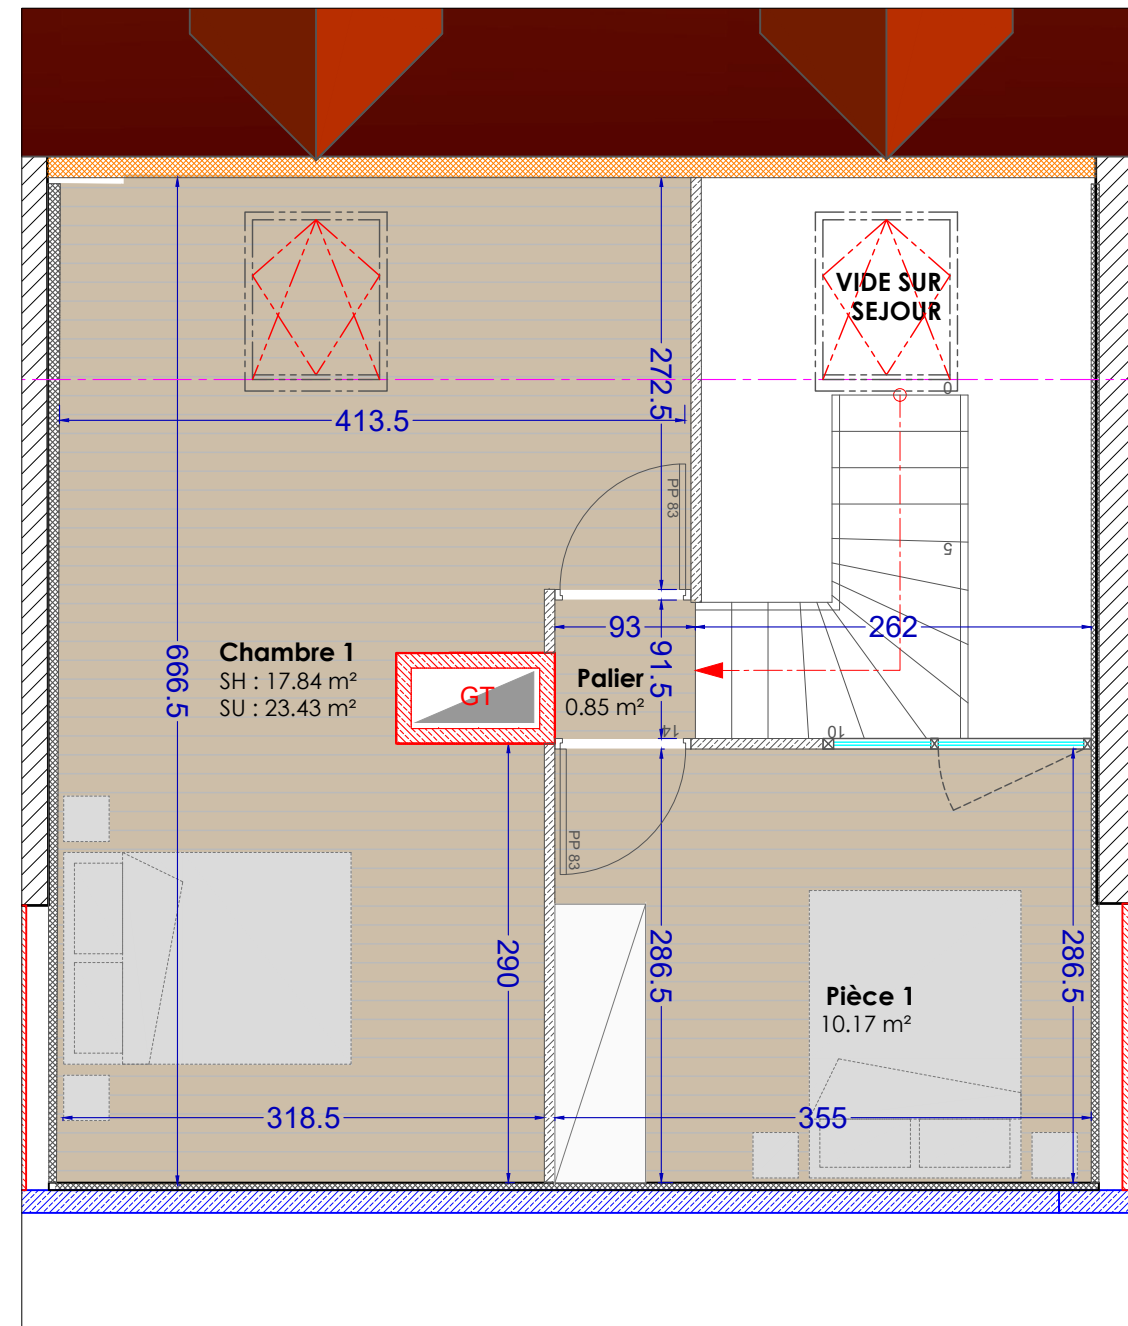 VIDE SUR
SEJOUR
0
272.5
413.5
PP 83
5
93
262
Chambre 1
SH : 17.84 m²
SU : 23.43 m²
666.5
91.5
GT
Palier
0.85 m²
14
10
PP 83
290
286.5
286.5
Pièce 1
10.17 m²
318.5
355